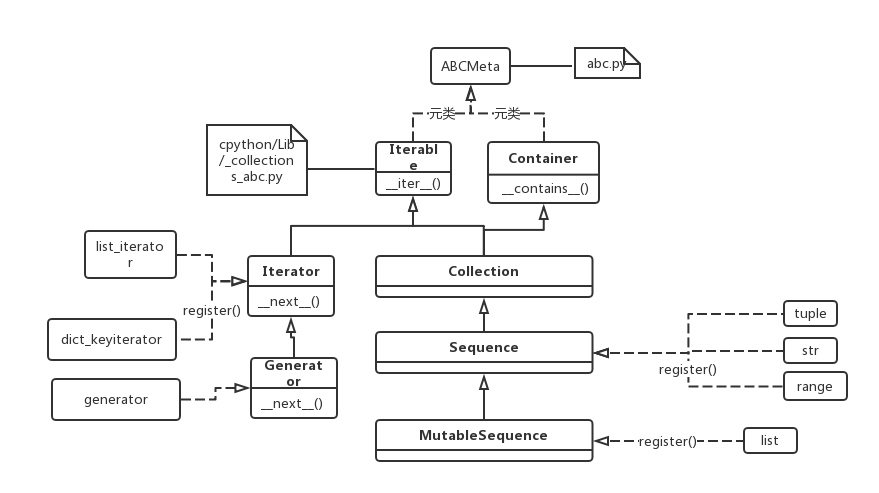 ABCMeta
abc.py
元类
元类
cpython/Lib
/_collection
s_abc.py
Iterabl
e
__iter__()
Container
__contains__()
list_iterato
r
Iterator
__next__()
Collection
register()
dict_keyiterator
tuple
Sequence
str
register()
Generat
or
__next__()
generator
range
MutableSequence
register()
list